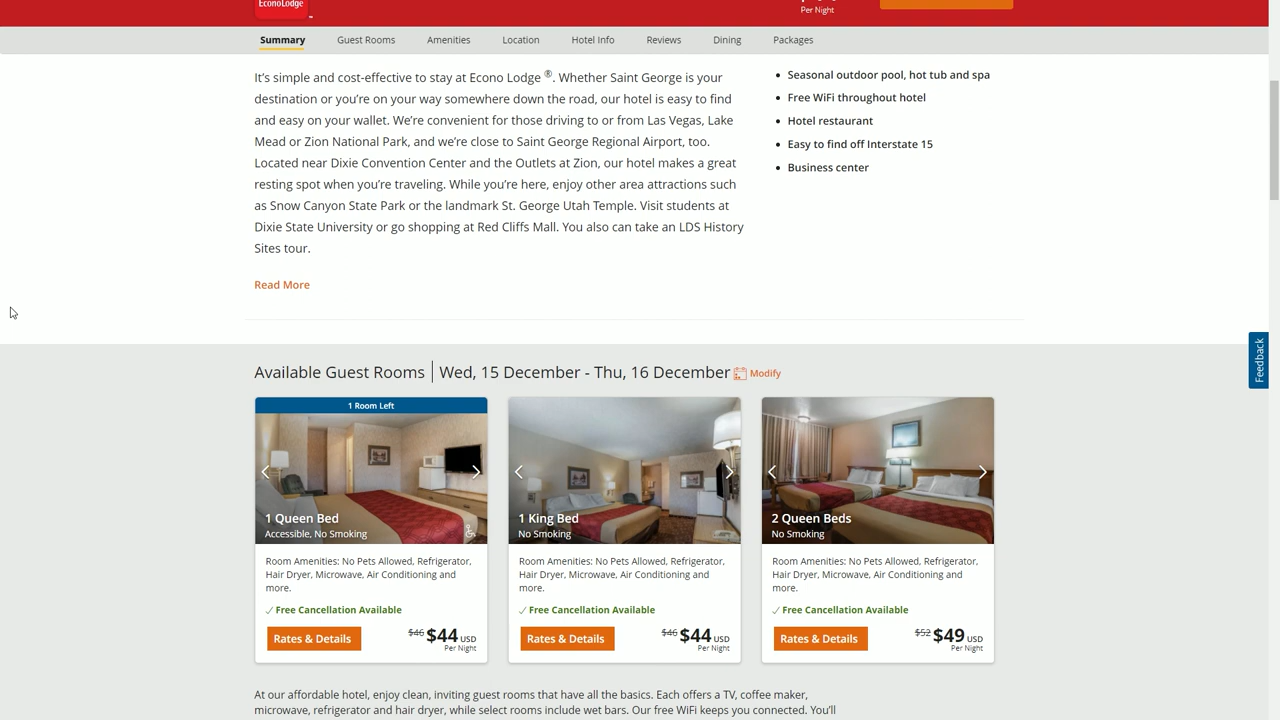 EconoLodge
Per Night
Summary
Guest Rooms
Amenities
Location
Hotel Info
Reviews
Dining
Packages
It's simple and cost-effective to stay at Econo Lodge ®. Whether Saint George is your
destination or you're on your way somewhere down the road, our hotel is easy to find
and easy on your wallet. We're convenient for those driving to or from Las Vegas, Lake
Mead or Zion National Park, and we're close to Saint George Regional Airport, too.
Located near Dixie Convention Center and the Outlets at Zion, our hotel makes a great
resting spot when you're traveling. While you're here, enjoy other area attractions such
as Snow Canyon State Park or the landmark St. George Utah Temple. Visit students at
Dixie State University or go shopping at Red Cliffs Mall. You also can take an LDS History
Sites tour.
Read More
• Seasonal outdoor pool, hot tub and spa
• Free WiFi throughout hotel
• Hotel restaurant
• Easy to find off Interstate 15
• Business center
Feedback
Available Guest Rooms | Wed, 15 December - Thu, 16 December Modify
1 Room Left
1 Queen Bed
Accessible, No Smoking
Room Amenities: No Pets Allowed, Refrigerator,
Hair Dryer, Microwave, Air Conditioning and
more.
✓ Free Cancellation Available
Rates & Details
$46 $44 USD
Per Night
1 King Bed
No Smoking
Room Amenities: No Pets Allowed, Refrigerator,
Hair Dryer, Microwave, Air Conditioning and
more.
✓ Free Cancellation Available
Rates & Details
$46 $44 USD
Per Night
2 Queen Beds
No Smoking
Room Amenities: No Pets Allowed, Refrigerator,
Hair Dryer, Microwave, Air Conditioning and
more.
✓ Free Cancellation Available
Rates & Details
$52 $49 USD
Per Night
At our affordable hotel, enjoy clean, inviting guest rooms that have all the basics. Each offers a TV, coffee maker,
microwave, refrigerator and hair dryer, while select rooms include wet bars. Our free WiFi keeps you connected. You'll